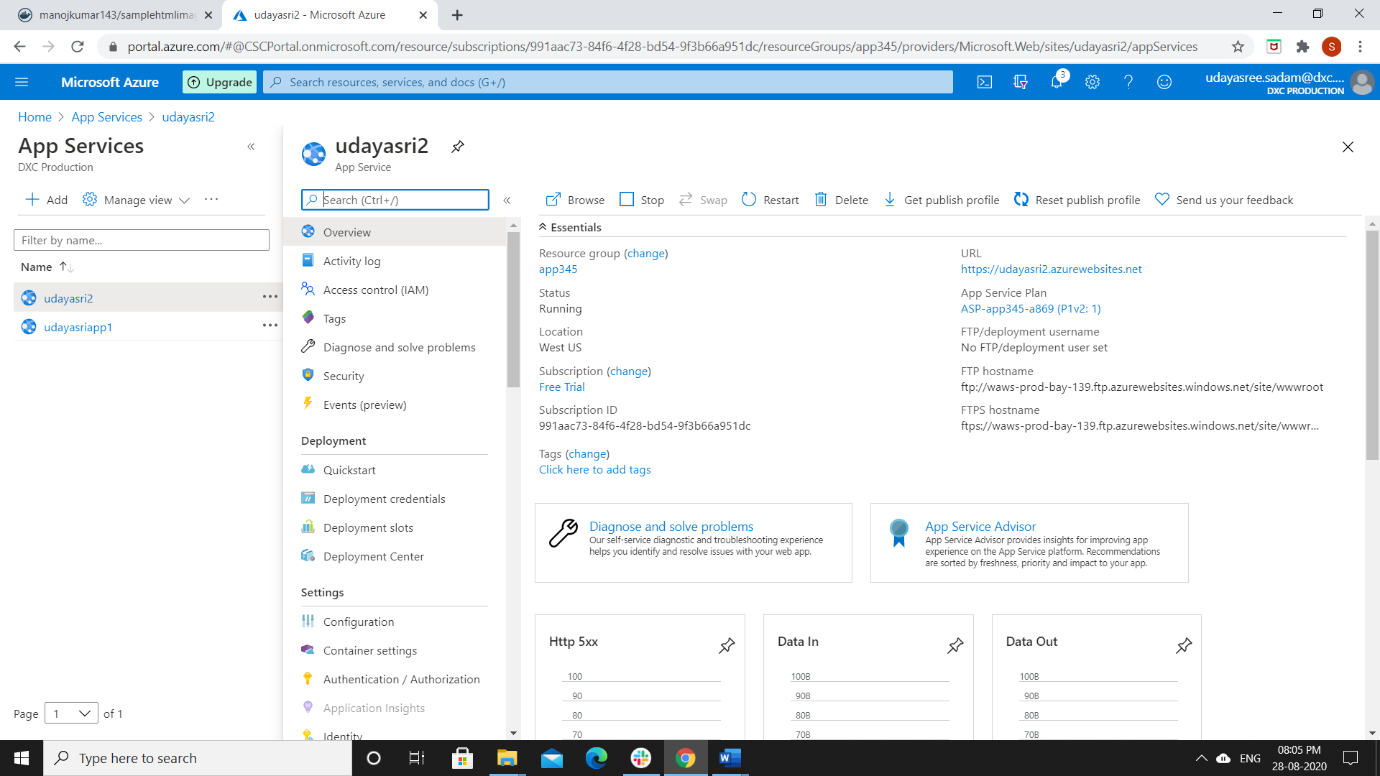 manojkumar143/samplehtmlima
udayasri2 - Microsoft Azure
portal.azure.com/#@CSCPortal.onmicrosoft.com/resource/subscriptions/991aac73-84f6-4f28-bd54-9f3b66a951dc/resourceGroups/app345/providers/Microsoft.Web/sites/udayasri2/appServices
S
Microsoft Azure
Upgrade
Search resources, services, and docs (G+/)
3
udayasree.sadam@dxc....
DXC PRODUCTION
Home > App Services > udayasri2
App Services
DXC Production
Add
Manage view
Filter by name...
Name
udayasri2
udayasriapp1
Page 1 of 1
udayasri2
App Service
Search (Ctrl+/)
Overview
Activity log
Access control (IAM)
Tags
Diagnose and solve problems
Security
Events (preview)
Deployment
Quickstart
Deployment credentials
Deployment slots
Deployment Center
Settings
Configuration
Container settings
Authentication / Authorization
Application Insights
Identity
Browse
Stop
Swap
Restart
Delete
Get publish profile
Reset publish profile
Send us your feedback
Essentials
Resource group (change)
app345
Status
Running
Location
West US
Subscription (change)
Free Trial
Subscription ID
991aac73-84f6-4f28-bd54-9f3b66a951dc
Tags (change)
Click here to add tags
URL
https://udayasri2.azurewebsites.net
App Service Plan
ASP-app345-a869 (P1v2: 1)
FTP/deployment username
No FTP/deployment user set
FTP hostname
ftp://waws-prod-bay-139.ftp.azurewebsites.windows.net/site/wwwroot
FTPS hostname
ftps://waws-prod-bay-139.ftp.azurewebsites.windows.net/site/wwwr...
Diagnose and solve problems
Our self-service diagnostic and troubleshooting experience
helps you identify and resolve issues with your web app.
App Service Advisor
App Service Advisor provides insights for improving app
experience on the App Service platform. Recommendations
are sorted by freshness, priority and impact to your app.
Http 5xx
100
90
80
70
Data In
100B
90B
80B
70B
Data Out
100B
90B
80B
70B
Type here to search
ENG
08:05 PM
28-08-2020